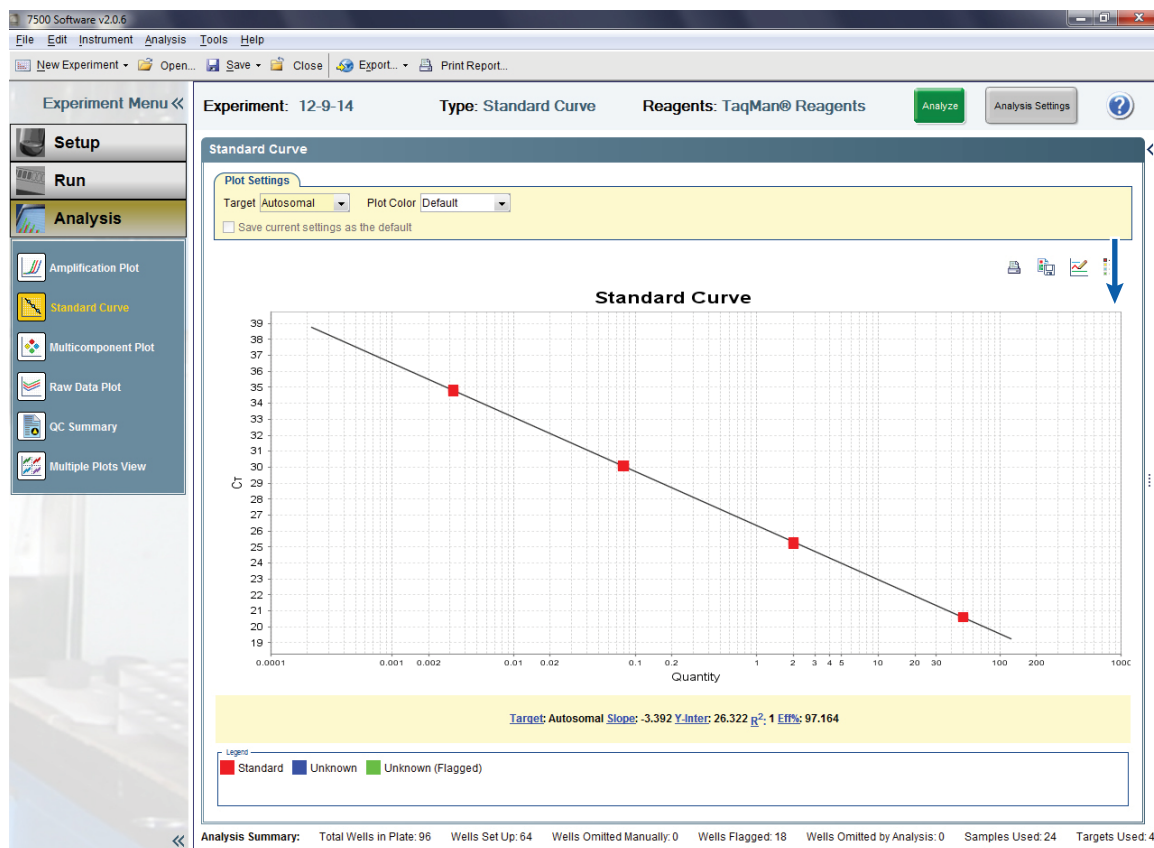 7500 Software v2.0.6
File Edit Instrument Analysis Tools Help
New Experiment Open... Save Close Export... Print Report...
Experiment Menu «
Experiment: 12-9-14 Type: Standard Curve Reagents: TaqMan® Reagents Analyze Analysis Settings ?
Setup
Run
Analysis
Amplification Plot
Standard Curve
Multicomponent Plot
Raw Data Plot
QC Summary
Multiple Plots View
«
Standard Curve
Plot Settings
Target Autosomal Plot Color Default
Save current settings as the default
Standard Curve
39
38
37
36
35
34
33
32
31
30
29
28
27
26
25
24
23
22
21
20
19
CT
0.0001 0.001 0.002 0.01 0.02 0.1 0.2 1 2 3 4 5 10 20 30 100 200 1000
Quantity
Target: Autosomal Slope: -3.392 Y-Inter: 26.322 R²: 1 Eff%: 97.164
Legend
Standard Unknown Unknown (Flagged)
Analysis Summary: Total Wells in Plate: 96 Wells Set Up: 64 Wells Omitted Manually: 0 Wells Flagged: 18 Wells Omitted by Analysis: 0 Samples Used: 24 Targets Used: 4